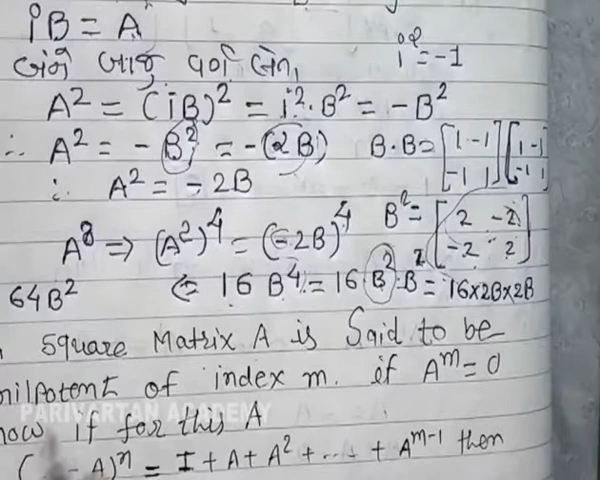 iB = A
બંને બાજુ વર્ગ લેતા, i² = -1
A² = (iB)² = i²·B² = -B²
∴ A² = -B² = -(2B) B·B = [1 -1 -1 1] [1 -1 -1 1]
∴ A² = -2B
B² = [2 -2 -2 2]
A⁸ ⇒ (A²)⁴ = (-2B)⁴
64B² ⇐ 16 B⁴ = 16 B²·B² = 16×2B×2B
square Matrix A is Said to be
nilpotent of index m. if Aᵐ = 0
PARIVARTAN ACADEMY
now if for this A
- A)ⁿ = I + A + A² + ... + Aᵐ⁻¹ then